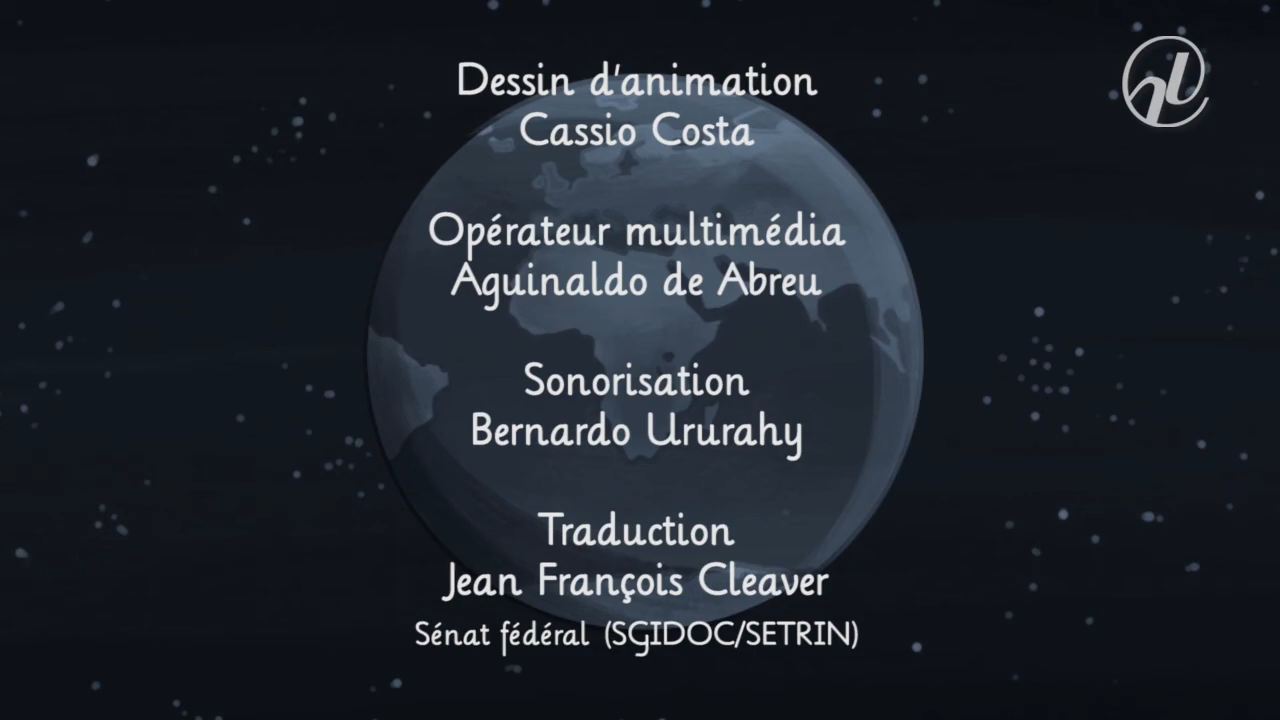 Dessin d'animation
Cassio Costa
Opérateur multimédia
Aguinaldo de Abreu
Sonorisation
Bernardo Ururahy
Traduction
Jean François Cleaver
Sénat fédéral (SGIDOC/SETRIN)